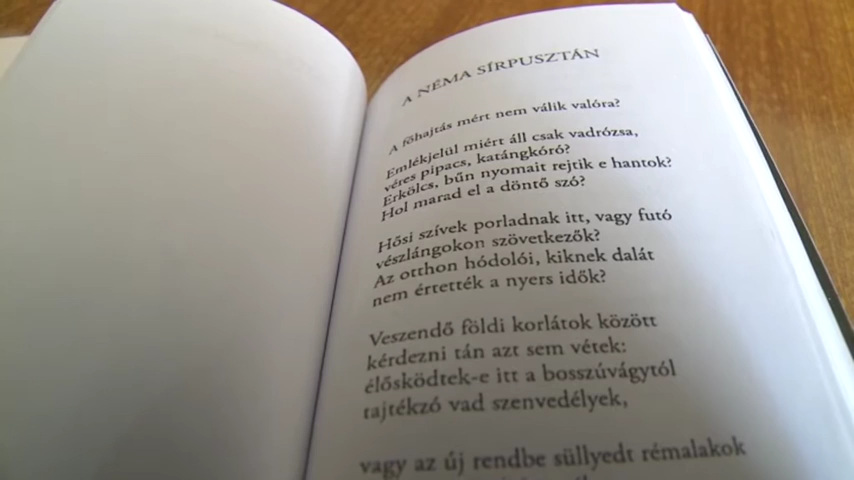 A NÉMA SÍRPUSZTÁN
A főhajtás mért nem válik valóra?
Emlékjelül miért áll csak vadrózsa,
véres pipacs, katángkóró?
Erkölcs, bűn nyomait rejtik e hantok?
Hol marad el a döntő szó?
Hősi szívek porladnak itt, vagy futó
vészlángokon szövetkezők?
Az otthon hódolói, kiknek dalát
nem értették a nyers idők?
Veszendő földi korlátok között
kérdezni tán azt sem vétek:
élősködtek-e itt a bosszúvágytól
tajtékzó vad szenvedélyek,
vagy az új rendbe süllyedt rémalakok